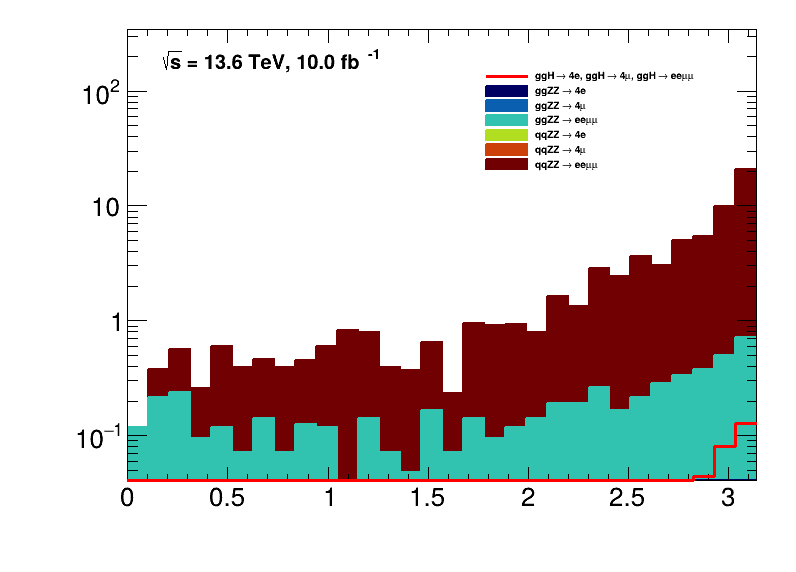 √s = 13.6 TeV, 10.0 fb⁻¹
ggH → 4e, ggH → 4μ, ggH → eeμμ
ggZZ → 4e
ggZZ → 4μ
ggZZ → eeμμ
qqZZ → 4e
qqZZ → 4μ
qqZZ → eeμμ
10²
10
1
10⁻¹
0 0.5 1 1.5 2 2.5 3